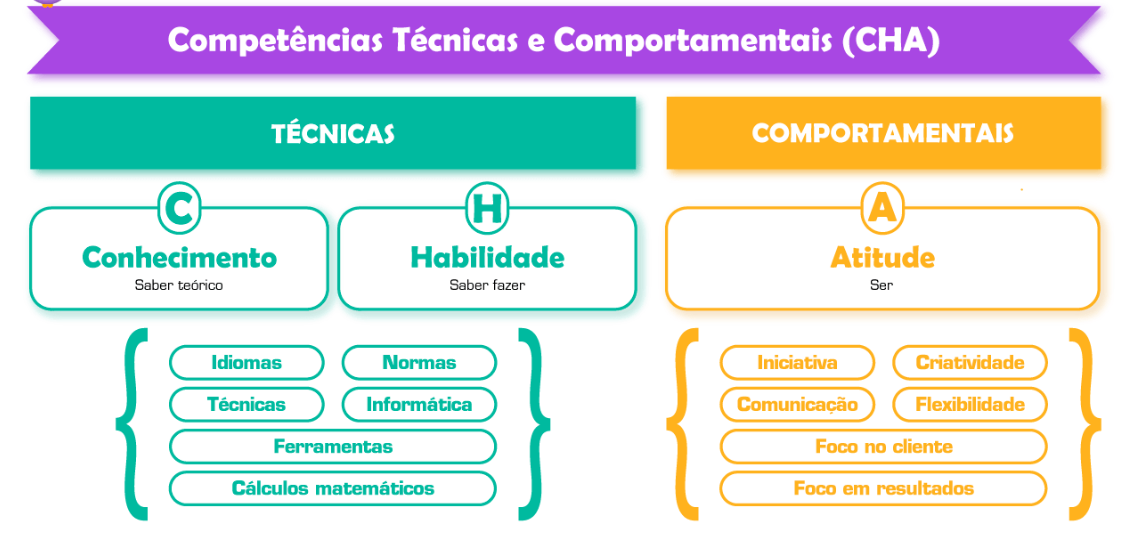 Competências Técnicas e Comportamentais (CHA)
TÉCNICAS
C
Conhecimento
Saber teórico
H
Habilidade
Saber fazer
Idiomas
Normas
Técnicas
Informática
Ferramentas
Cálculos matemáticos
COMPORTAMENTAIS
A
Atitude
Ser
Iniciativa
Criatividade
Comunicação
Flexibilidade
Foco no cliente
Foco em resultados